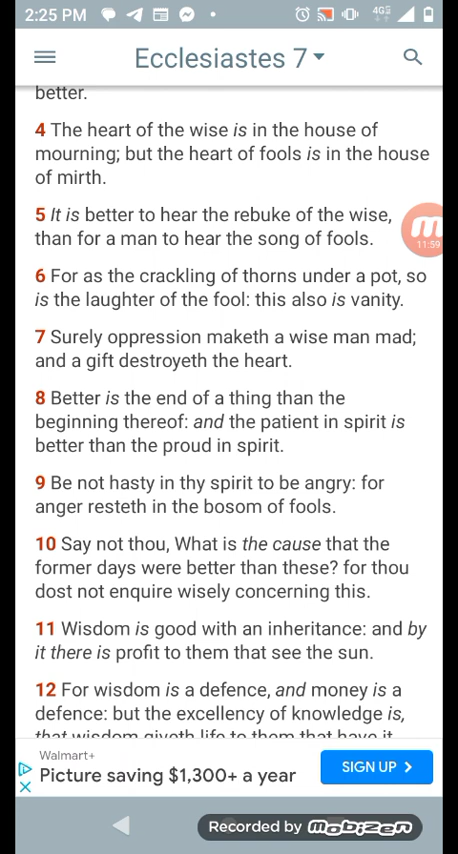 2:25 PM
4G
Ecclesiastes 7
better.
4 The heart of the wise is in the house of
mourning; but the heart of fools is in the house
of mirth.
5 It is better to hear the rebuke of the wise,
than for a man to hear the song of fools.
11:59
6 For as the crackling of thorns under a pot, so
is the laughter of the fool: this also is vanity.
7 Surely oppression maketh a wise man mad;
and a gift destroyeth the heart.
8 Better is the end of a thing than the
beginning thereof: and the patient in spirit is
better than the proud in spirit.
9 Be not hasty in thy spirit to be angry: for
anger resteth in the bosom of fools.
10 Say not thou, What is the cause that the
former days were better than these? for thou
dost not enquire wisely concerning this.
11 Wisdom is good with an inheritance: and by
it there is profit to them that see the sun.
12 For wisdom is a defence, and money is a
defence: but the excellency of knowledge is,
that wisdom giveth life to them that have it
Walmart+
Picture saving $1,300+ a year
SIGN UP
Recorded by mobizen